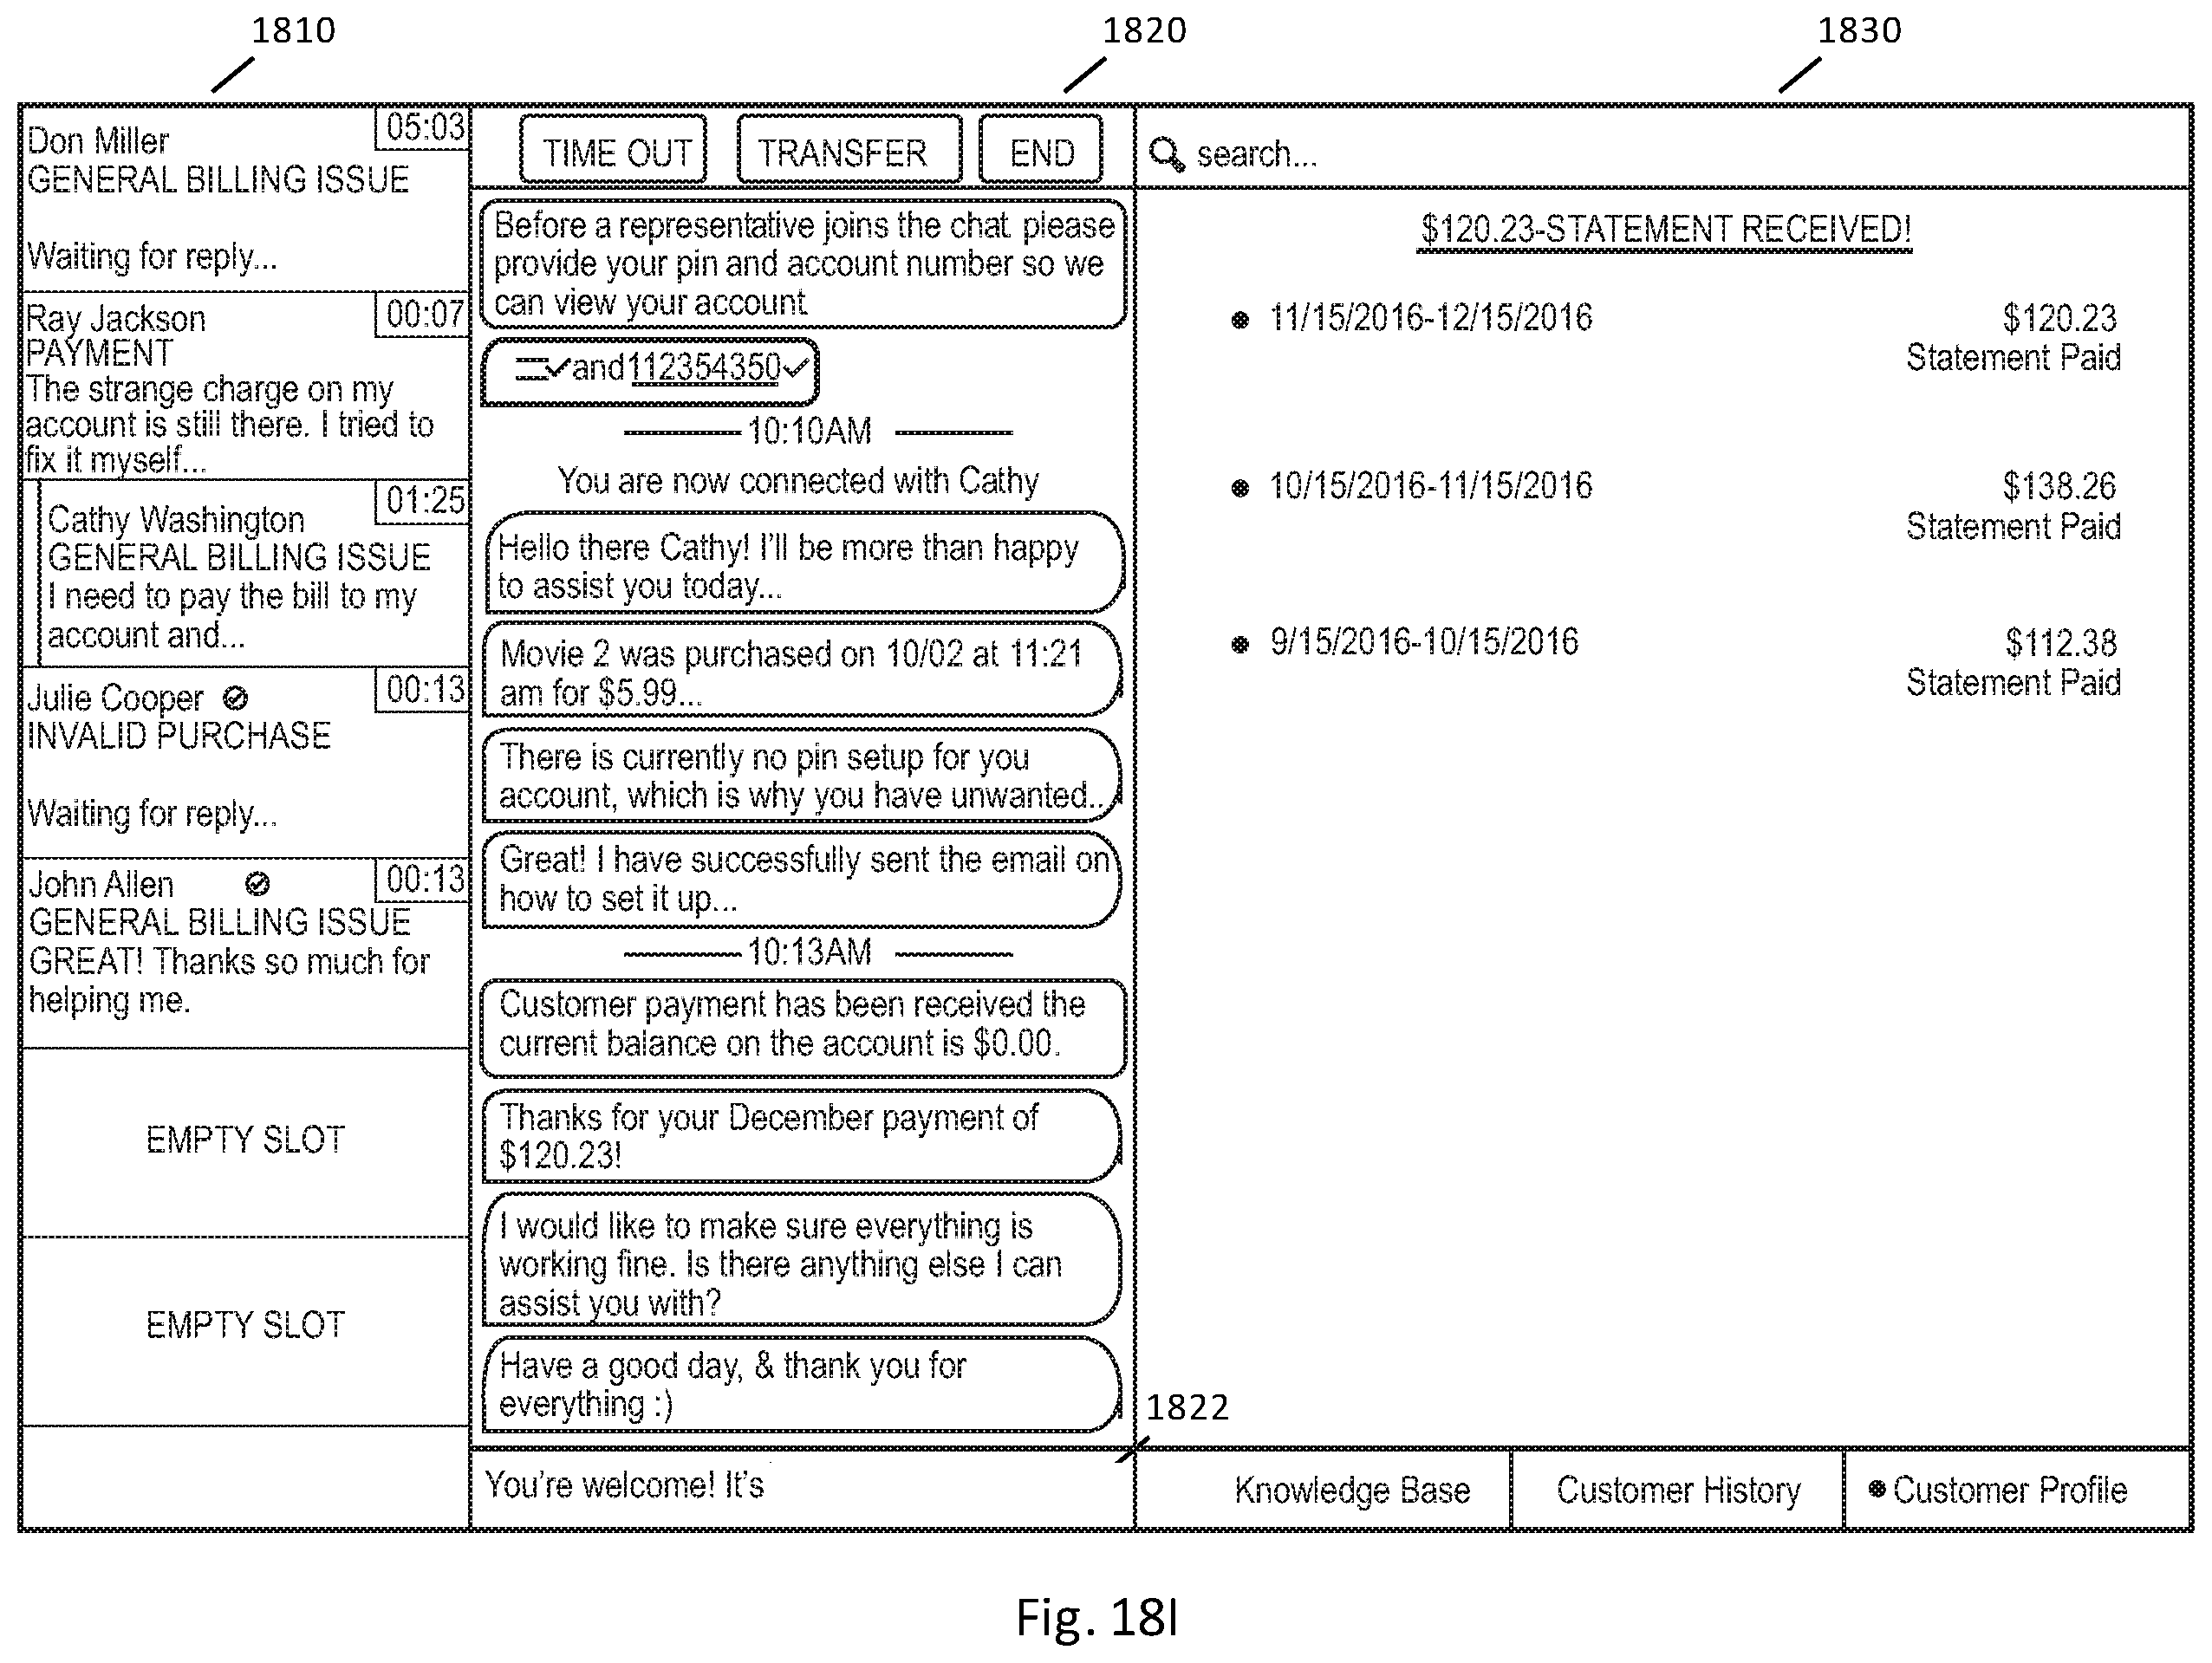 1810
1820
1830
Don Miller
05:03
GENERAL BILLING ISSUE
Waiting for reply...
Ray Jackson
00:07
PAYMENT
The strange charge on my
account is still there. I tried to
fix it myself...
Cathy Washington
01:25
GENERAL BILLING ISSUE
I need to pay the bill to my
account and...
Julie Cooper
00:13
INVALID PURCHASE
Waiting for reply...
John Allen
00:13
GENERAL BILLING ISSUE
GREAT! Thanks so much for
helping me.
EMPTY SLOT
EMPTY SLOT
TIME OUT
TRANSFER
END
Before a representative joins the chat please
provide your pin and account number so we
can view your account
and 112354350
10:10AM
You are now connected with Cathy
Hello there Cathy! I'll be more than happy
to assist you today...
Movie 2 was purchased on 10/02 at 11:21
am for $5.99...
There is currently no pin setup for you
account, which is why you have unwanted..
Great! I have successfully sent the email on
how to set it up...
10:13AM
Customer payment has been received the
current balance on the account is $0.00.
Thanks for your December payment of
$120.23!
I would like to make sure everything is
working fine. Is there anything else I can
assist you with?
Have a good day, & thank you for
everything :)
1822
You're welcome! It's
search...
$120.23-STATEMENT RECEIVED!
11/15/2016-12/15/2016
$120.23
Statement Paid
10/15/2016-11/15/2016
$138.26
Statement Paid
9/15/2016-10/15/2016
$112.38
Statement Paid
Knowledge Base
Customer History
Customer Profile
Fig. 18I